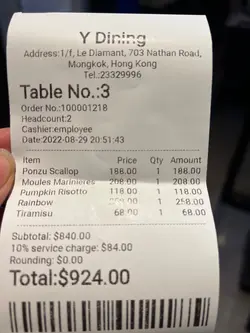 Y Dining
Address:1/f, Le Diamant, 703 Nathan Road,
Mongkok, Hong Kong
Tel.:23329996
Table No.:3
Order No.:100001218
Headcount:2
Cashier:employee
Date:2022-08-29 20:51:43
Item Price Qty Amount
Ponzu Scallop 188.00 1 188.00
Moules Marinieres 208.00 1 208.00
Pumpkin Risotto 118.00 1 118.00
Rainbow 258.00 1 258.00
Tiramisu 68.00 1 68.00
Subtotal: $840.00
10% service charge: $84.00
Rounding: $0.00
Total:$924.00